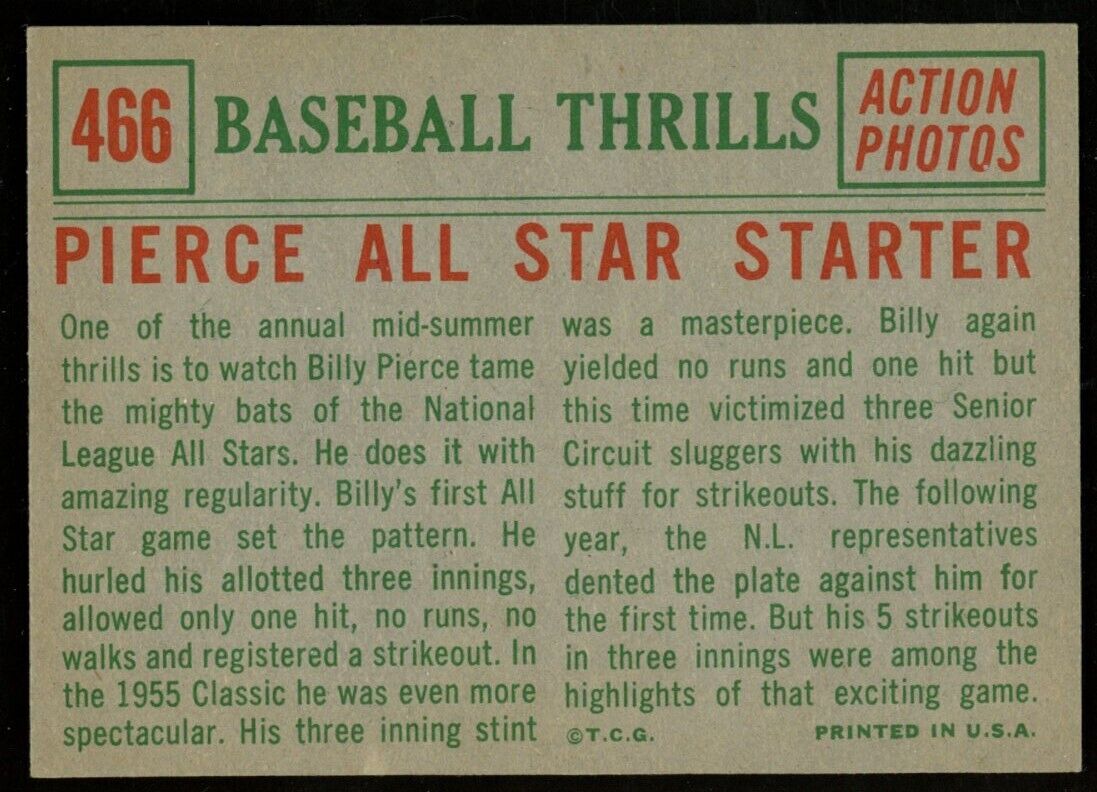 466
BASEBALL THRILLS
ACTION
PHOTOS
PIERCE ALL STAR STARTER
One of the annual mid-summer
thrills is to watch Billy Pierce tame
the mighty bats of the National
League All Stars. He does it with
amazing regularity. Billy's first All
Star game set the pattern. He
hurled his allotted three innings,
allowed only one hit, no runs, no
walks and registered a strikeout. In
the 1955 Classic he was even more
spectacular. His three inning stint
was a masterpiece. Billy again
yielded no runs and one hit but
this time victimized three Senior
Circuit sluggers with his dazzling
stuff for strikeouts. The following
year, the N.L. representatives
dented the plate against him for
the first time. But his 5 strikeouts
in three innings were among the
highlights of that exciting game.
©T.C.G. PRINTED IN U.S.A.